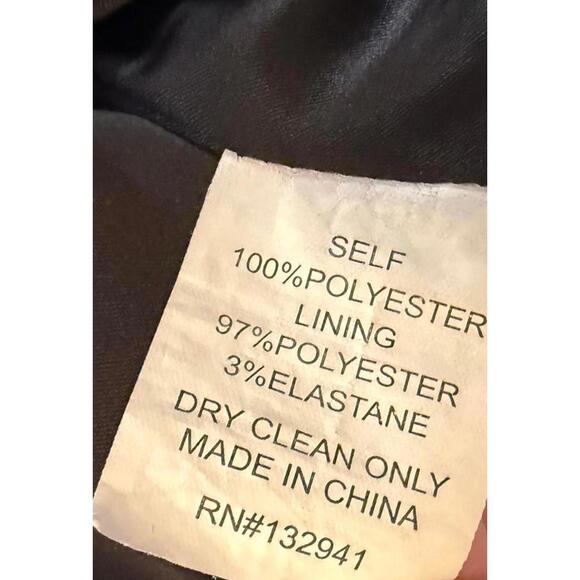 SELF
100%POLYESTER
LINING
97%POLYESTER
3%ELASTANE
DRY CLEAN ONLY
MADE IN CHINA
RN#132941